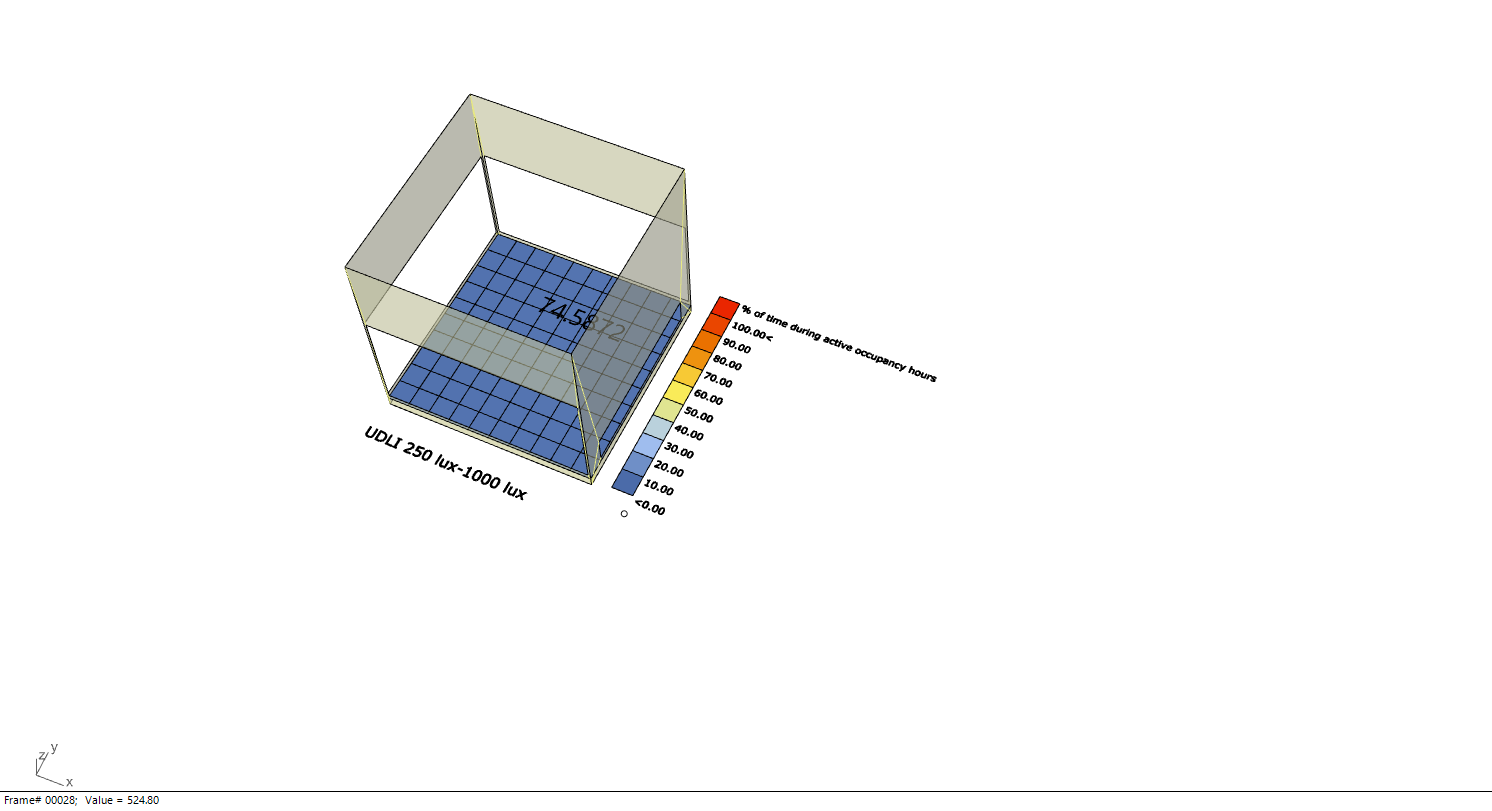 74.5872
% of time during active occupancy hours
100.00<
90.00
80.00
70.00
60.00
50.00
40.00
30.00
20.00
10.00
<0.00
UDLI 250 lux-1000 lux
y
z
x
Frame# 00028; Value = 524.80